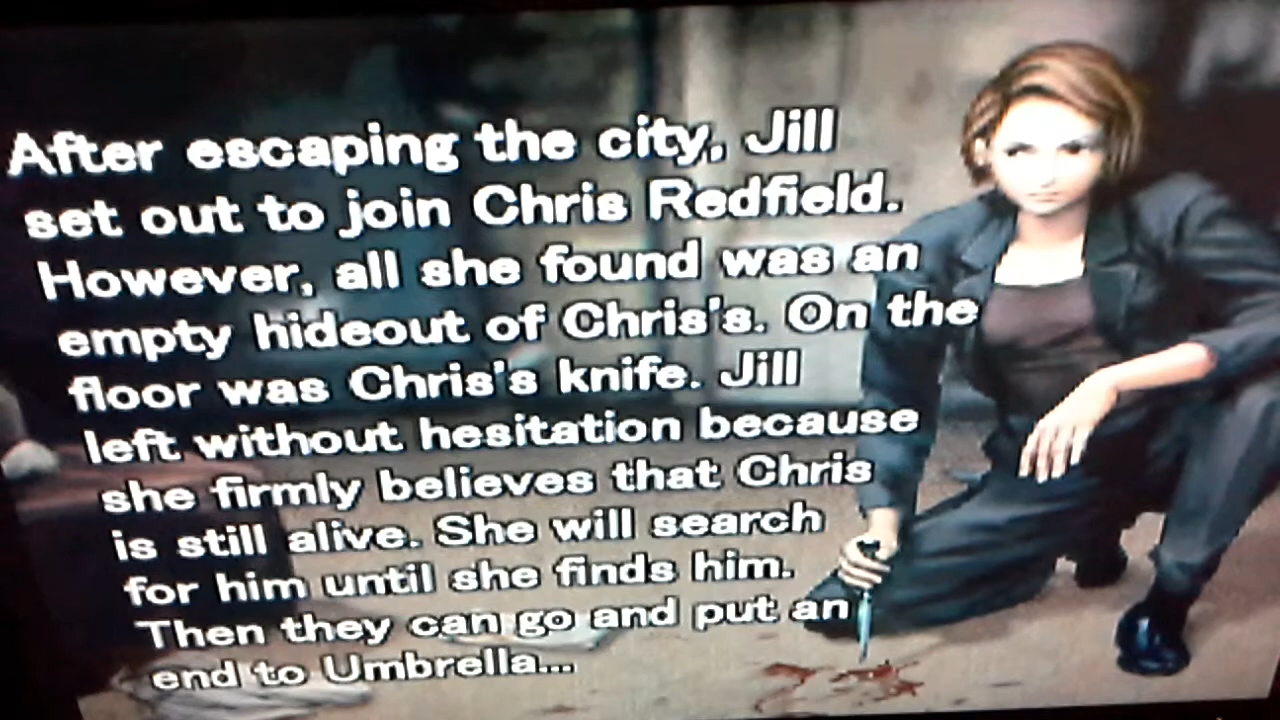 After escaping the city, Jill
set out to join Chris Redfield.
However, all she found was an
empty hideout of Chris's. On the
floor was Chris's knife. Jill
left without hesitation because
she firmly believes that Chris
is still alive. She will search
for him until she finds him.
Then they can go and put an
end to Umbrella...